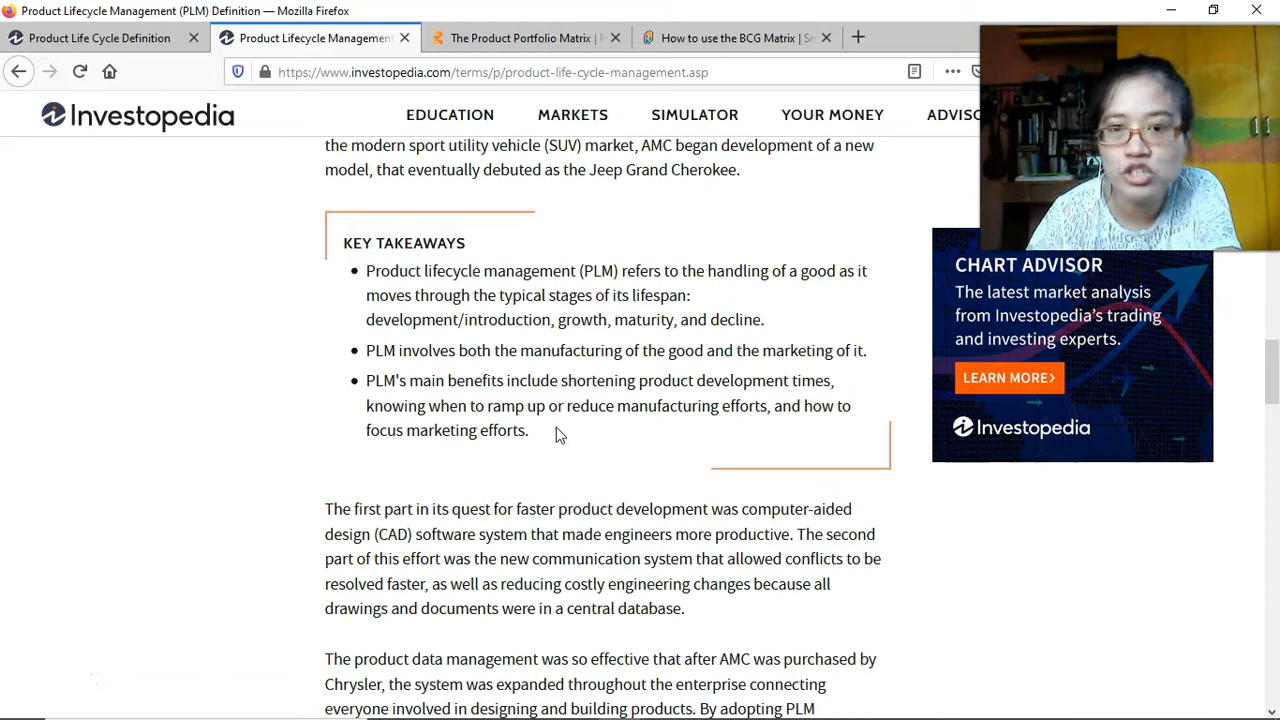 Product Lifecycle Management (PLM) Definition — Mozilla Firefox
Product Life Cycle Definition
Product Lifecycle Management
The Product Portfolio Matrix |
How to use the BCG Matrix |
https://www.investopedia.com/terms/p/product-life-cycle-management.asp
Investopedia
EDUCATION
MARKETS
SIMULATOR
YOUR MONEY
ADVISO
the modern sport utility vehicle (SUV) market, AMC began development of a new
model, that eventually debuted as the Jeep Grand Cherokee.
KEY TAKEAWAYS
• Product lifecycle management (PLM) refers to the handling of a good as it
moves through the typical stages of its lifespan:
development/introduction, growth, maturity, and decline.
• PLM involves both the manufacturing of the good and the marketing of it.
• PLM's main benefits include shortening product development times,
knowing when to ramp up or reduce manufacturing efforts, and how to
focus marketing efforts.
CHART ADVISOR
The latest market analysis
from Investopedia's trading
and investing experts.
LEARN MORE>
Investopedia
The first part in its quest for faster product development was computer-aided
design (CAD) software system that made engineers more productive. The second
part of this effort was the new communication system that allowed conflicts to be
resolved faster, as well as reducing costly engineering changes because all
drawings and documents were in a central database.
The product data management was so effective that after AMC was purchased by
Chrysler, the system was expanded throughout the enterprise connecting
everyone involved in designing and building products. By adopting PLM